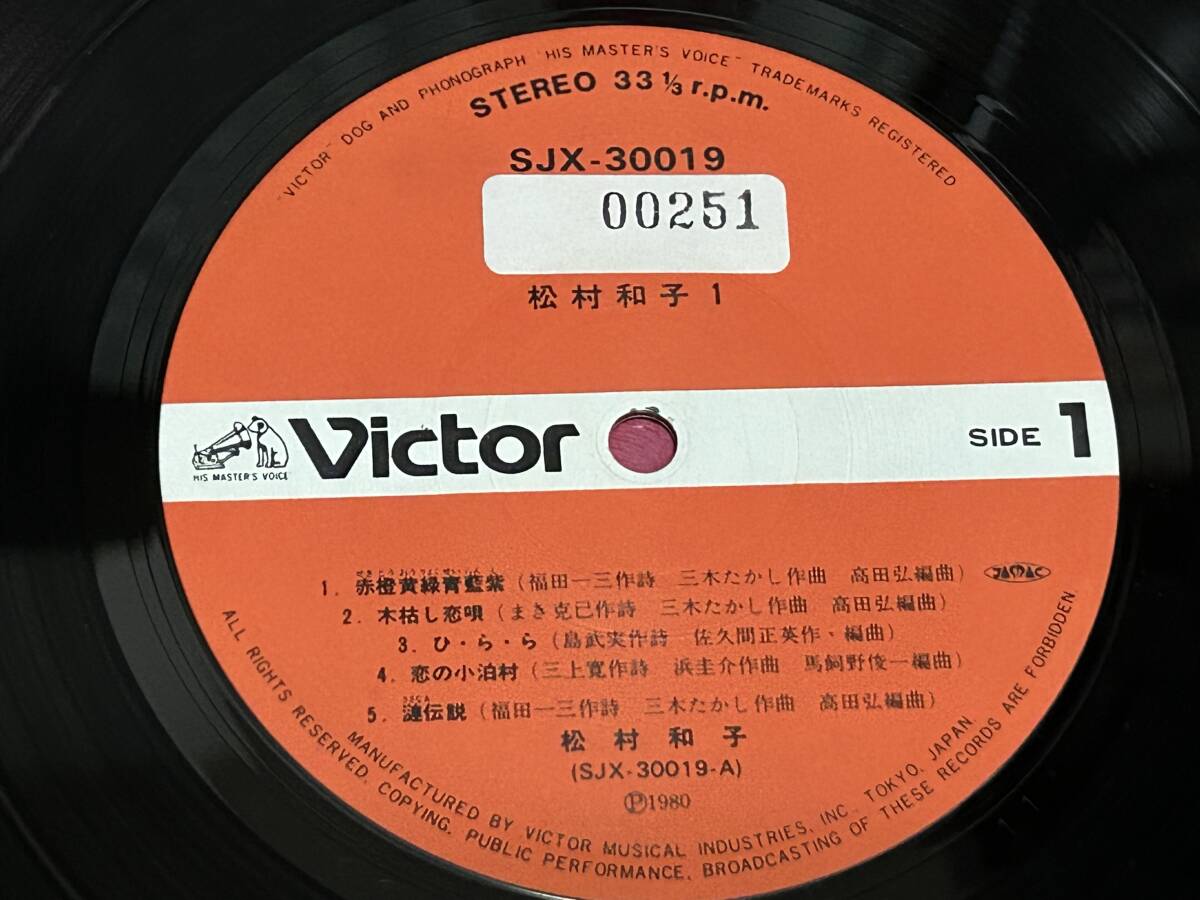 "VICTOR" DOG AND PHONOGRAPH "HIS MASTER'S VOICE" TRADEMARKS REGISTERED
STEREO 33 1/3 r.p.m.
SJX-30019
00251
松村和子 1
HIS MASTER'S VOICE
Victor
SIDE 1
1. 赤橙黄緑青藍紫 (福田一三作詩 三木たかし作曲 高田弘編曲) JAMAC
2. 木枯し恋唄 (まき克己作詩 三木たかし作曲 高田弘編曲)
3. ひ・ら・ら (島武実作詩 佐久間正英作・編曲)
4. 恋の小泊村 (三上寛作詩 浜圭介作曲 馬飼野俊一編曲)
5. 漣伝説 (福田一三作詩 三木たかし作曲 高田弘編曲)
松村和子
(SJX-30019-A)
Ⓟ1980
MANUFACTURED BY VICTOR MUSICAL INDUSTRIES, INC., TOKYO, JAPAN.
ALL RIGHTS RESERVED. COPYING, PUBLIC PERFORMANCE, BROADCASTING OF THESE RECORDS ARE FORBIDDEN